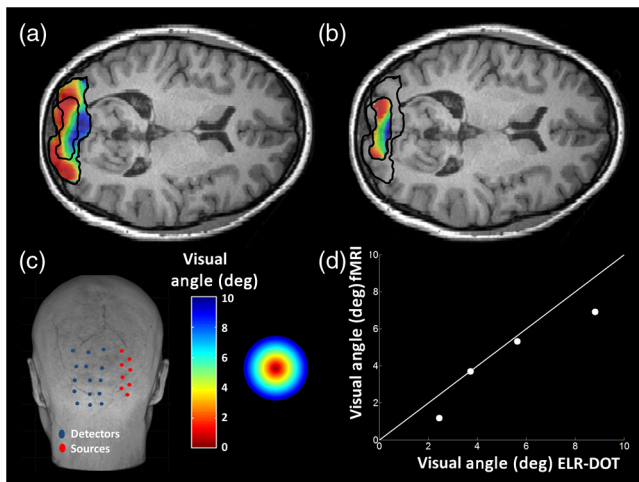 (a)
(b)
(c)
Visual
angle (deg)
10
8
6
4
2
0
Detectors
Sources
(d)
Visual angle (deg) fMRI
10
8
6
4
2
0
0
2
4
6
8
10
Visual angle (deg) ELR-DOT